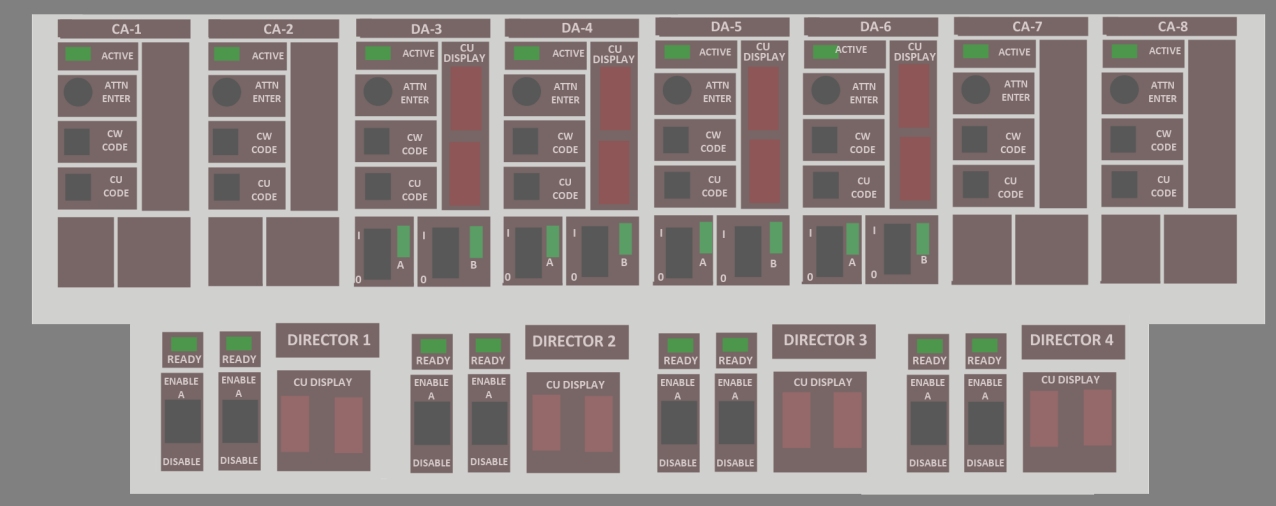 CA-1
CA-2
DA-3
DA-4
DA-5
DA-6
CA-7
CA-8
ACTIVE
ATTN
ENTER
CW
CODE
CU
CODE
ACTIVE
ATTN
ENTER
CW
CODE
CU
CODE
ACTIVE
CU
DISPLAY
ATTN
ENTER
CW
CODE
CU
CODE
I
0
A
I
0
B
ACTIVE
CU
DISPLAY
ATTN
ENTER
CW
CODE
CU
CODE
I
0
A
I
0
B
ACTIVE
CU
DISPLAY
ATTN
ENTER
CW
CODE
CU
CODE
I
0
A
I
0
B
ACTIVE
CU
DISPLAY
ATTN
ENTER
CW
CODE
CU
CODE
I
0
A
I
0
B
ACTIVE
ATTN
ENTER
CW
CODE
CU
CODE
ACTIVE
ATTN
ENTER
CW
CODE
CU
CODE
READY
READY
DIRECTOR 1
ENABLE
A
DISABLE
ENABLE
A
DISABLE
CU DISPLAY
READY
READY
DIRECTOR 2
ENABLE
A
DISABLE
ENABLE
A
DISABLE
CU DISPLAY
READY
READY
DIRECTOR 3
ENABLE
A
DISABLE
ENABLE
A
DISABLE
CU DISPLAY
READY
READY
DIRECTOR 4
ENABLE
A
DISABLE
ENABLE
A
DISABLE
CU DISPLAY